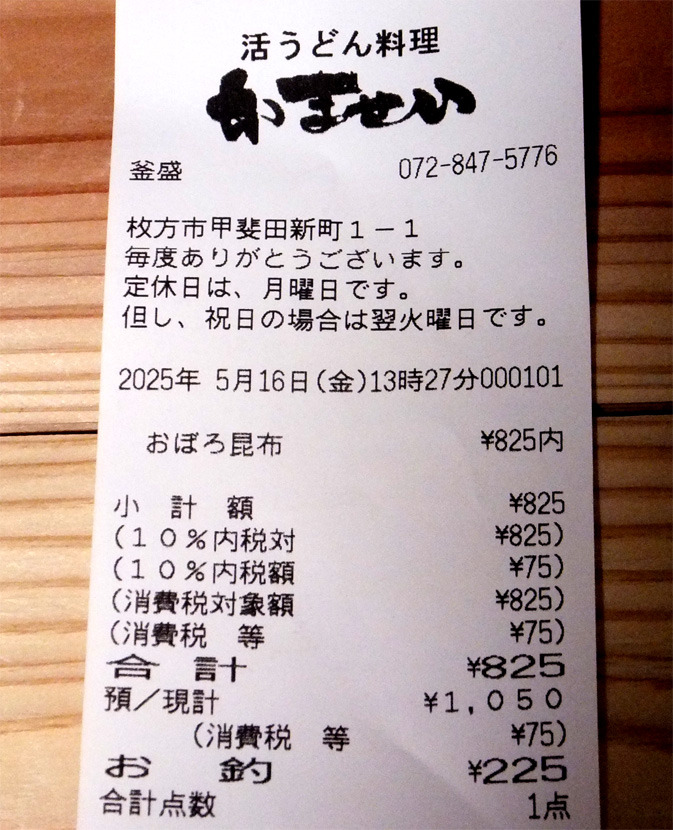 活うどん料理
かませい
釜盛 072-847-5776
枚方市甲斐田新町１－１
毎度ありがとうございます。
定休日は、月曜日です。
但し、祝日の場合は翌火曜日です。
2025年 5月16日(金)13時27分000101
おぼろ昆布 ¥825内
小 計 額 ¥825
(１０％内税対 ¥825)
(１０％内税額 ¥75)
(消費税対象額 ¥825)
(消費税 等 ¥75)
合 計 ¥825
預／現計 ¥１,０５０
(消費税 等 ¥75)
お 釣 ¥225
合計点数 1点